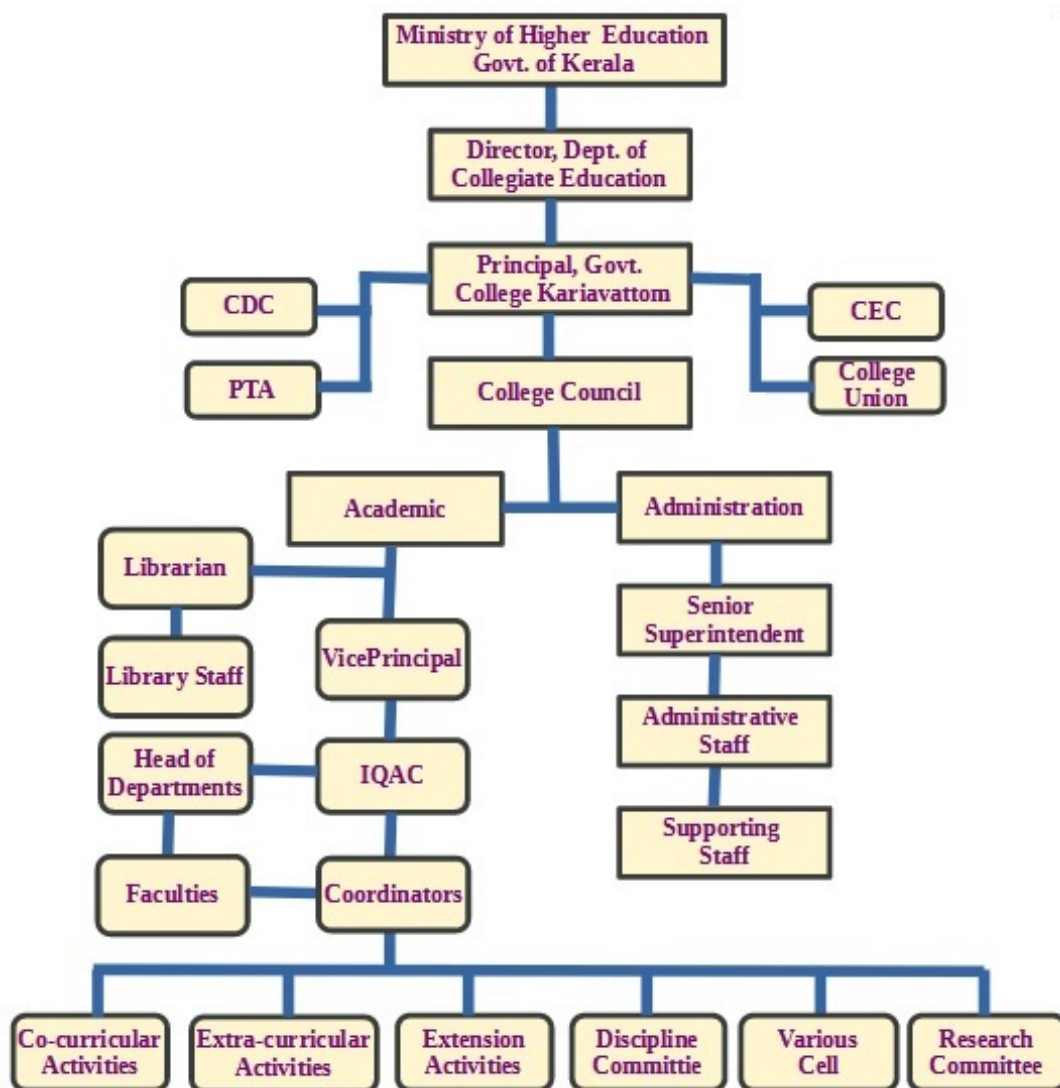 Ministry of Higher Education
Govt. of Kerala
Director, Dept. of
Collegiate Education
Principal, Govt.
College Kariavattom
CDC
CEC
PTA
College Council
College
Union
Academic
Administration
Librarian
Senior
Superintendent
VicePrincipal
Library Staff
Administrative
Staff
Head of
Departments
IQAC
Supporting
Staff
Faculties
Coordinators
Co-curricular
Activities
Extra-curricular
Activities
Extension
Activities
Discipline
Committie
Various
Cell
Research
Committee